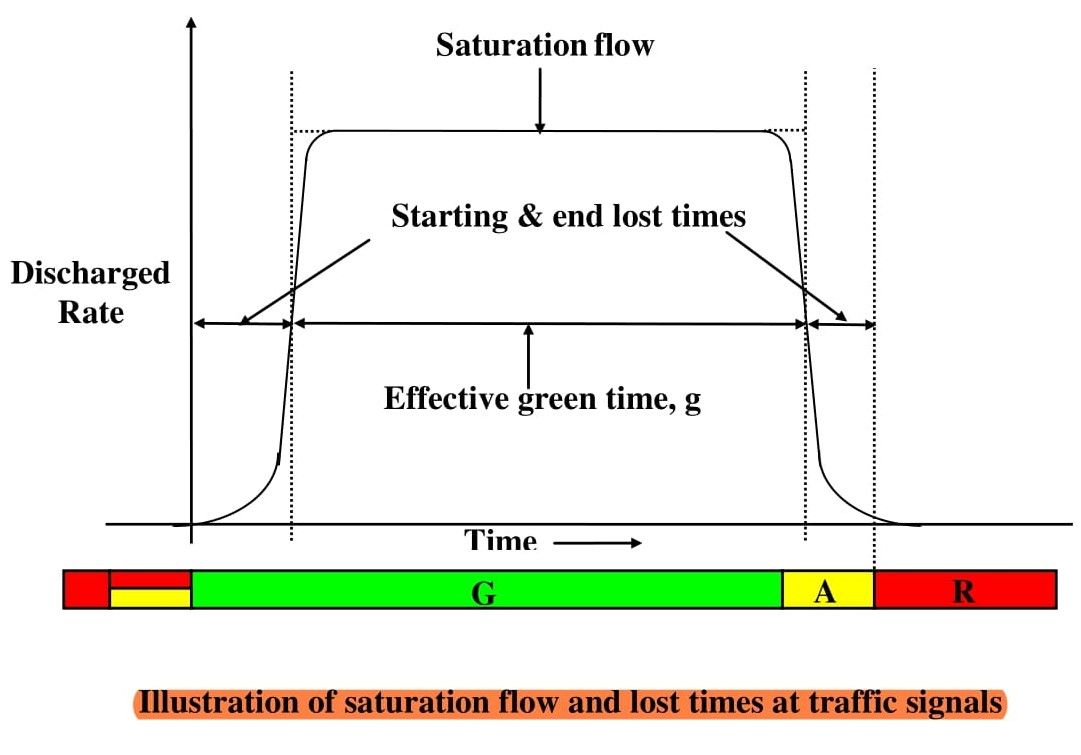 Saturation flow
Starting & end lost times
Discharged
Rate
Effective green time, g
Time
G
A
R
Illustration of saturation flow and lost times at traffic signals